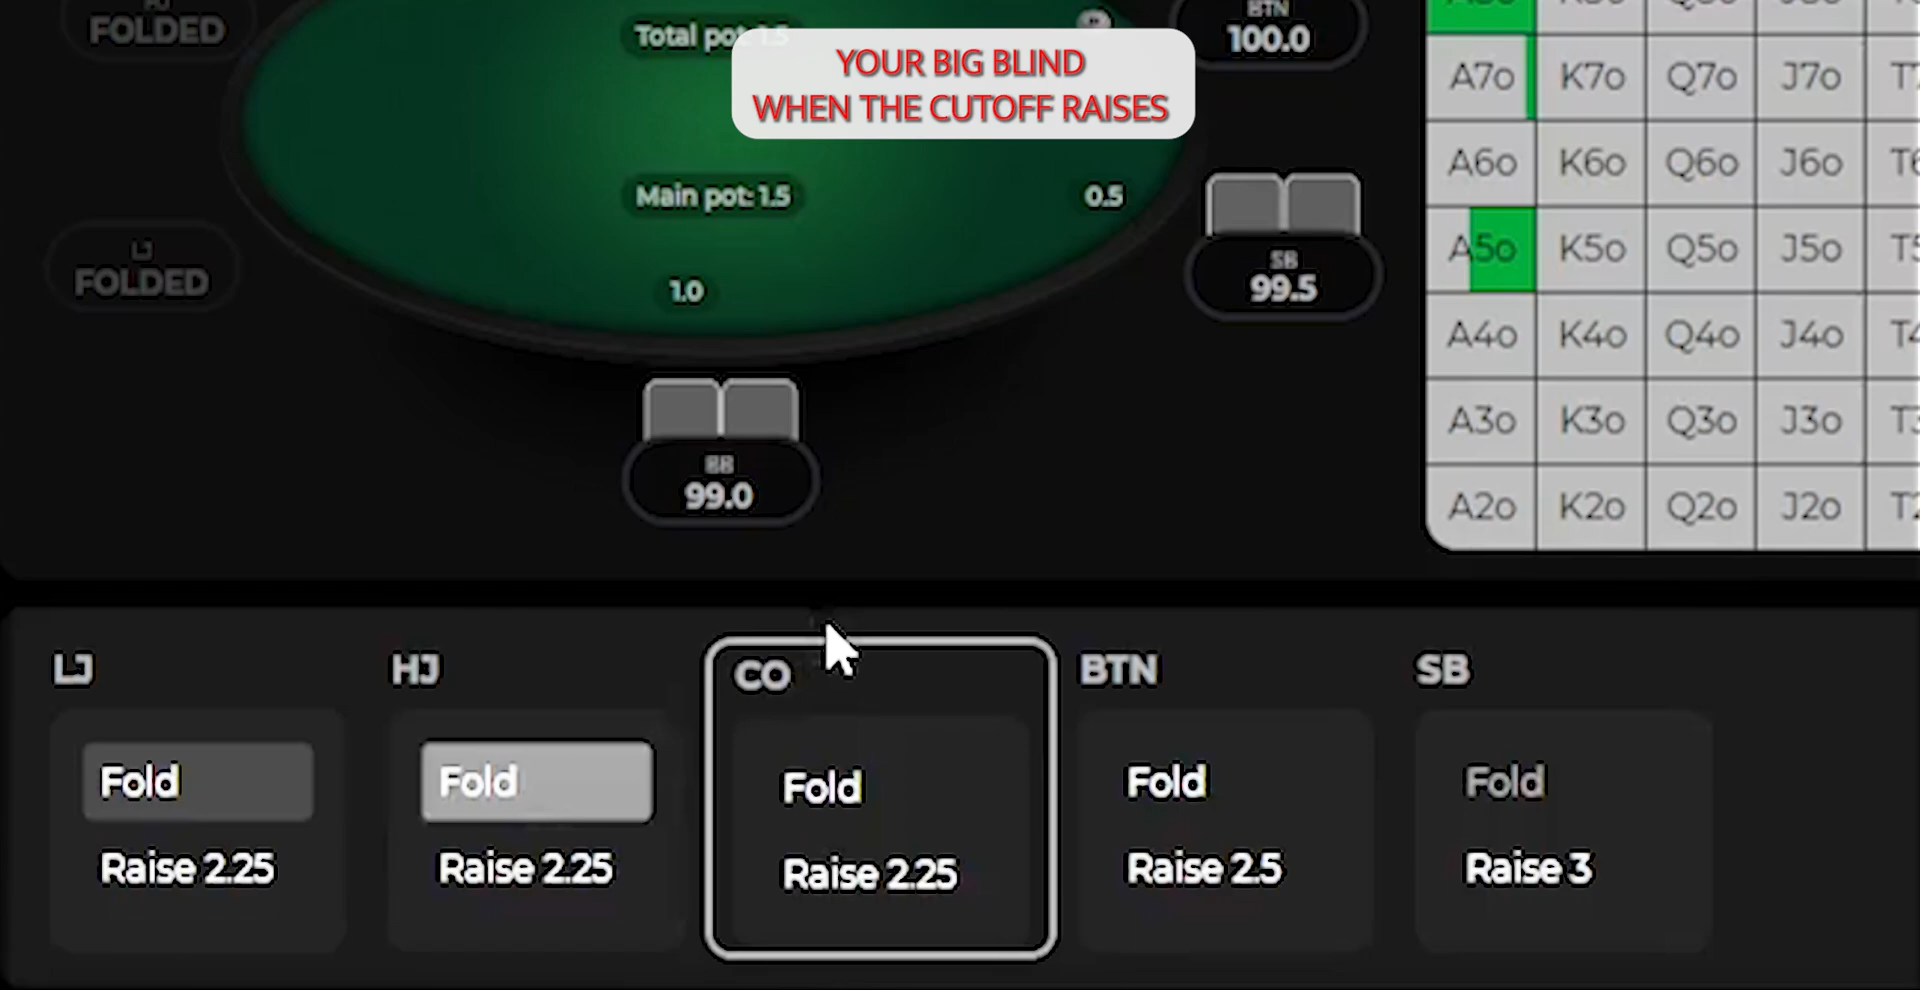 FOLDED
Total pot: 1.5
BTN
100.0
YOUR BIG BLIND
WHEN THE CUTOFF RAISES
A7o K7o Q7o J7o
A6o K6o Q6o J6o
Main pot: 1.5
0.5
LJ
FOLDED
SB
99.5
A5o K5o Q5o J5o
1.0
A4o K4o Q4o J4o
A3o K3o Q3o J3o
BB
99.0
A2o K2o Q2o J2o
LJ
Fold
Raise 2.25
HJ
Fold
Raise 2.25
CO
Fold
Raise 2.25
BTN
Fold
Raise 2.5
SB
Fold
Raise 3